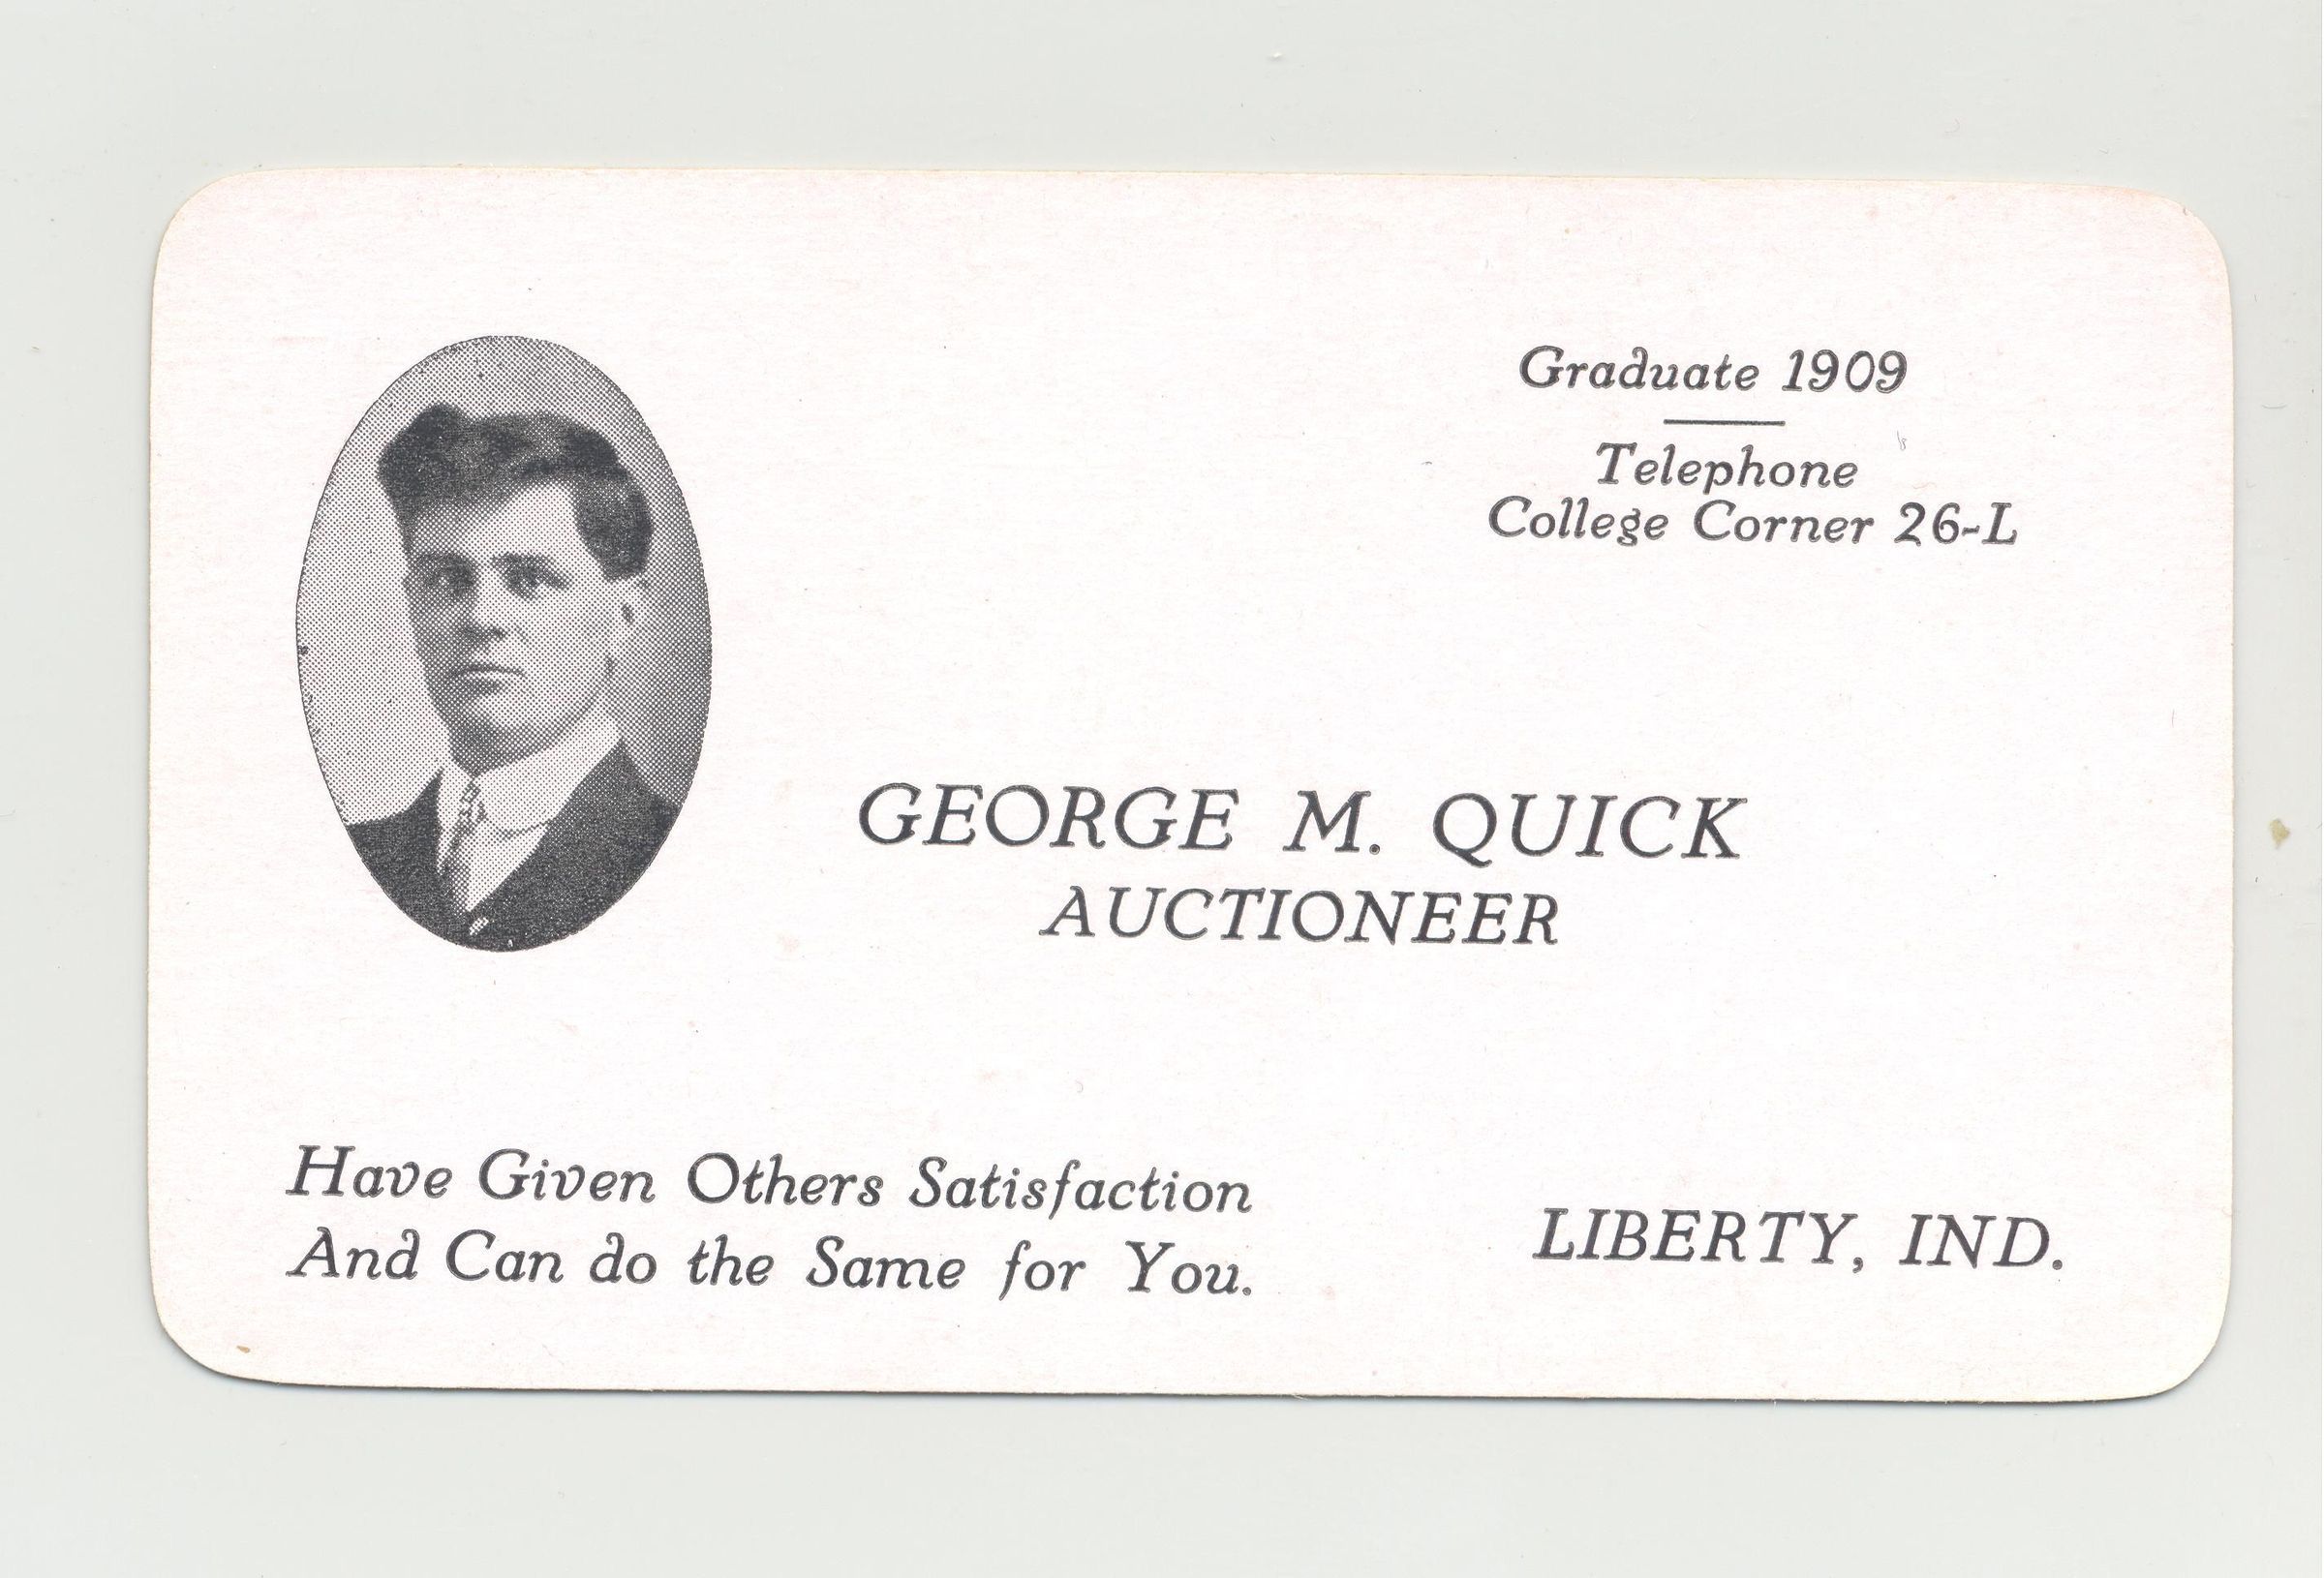 Graduate 1909
Telephone
College Corner 26-L
GEORGE M. QUICK
AUCTIONEER
Have Given Others Satisfaction
And Can do the Same for You.
LIBERTY, IND.